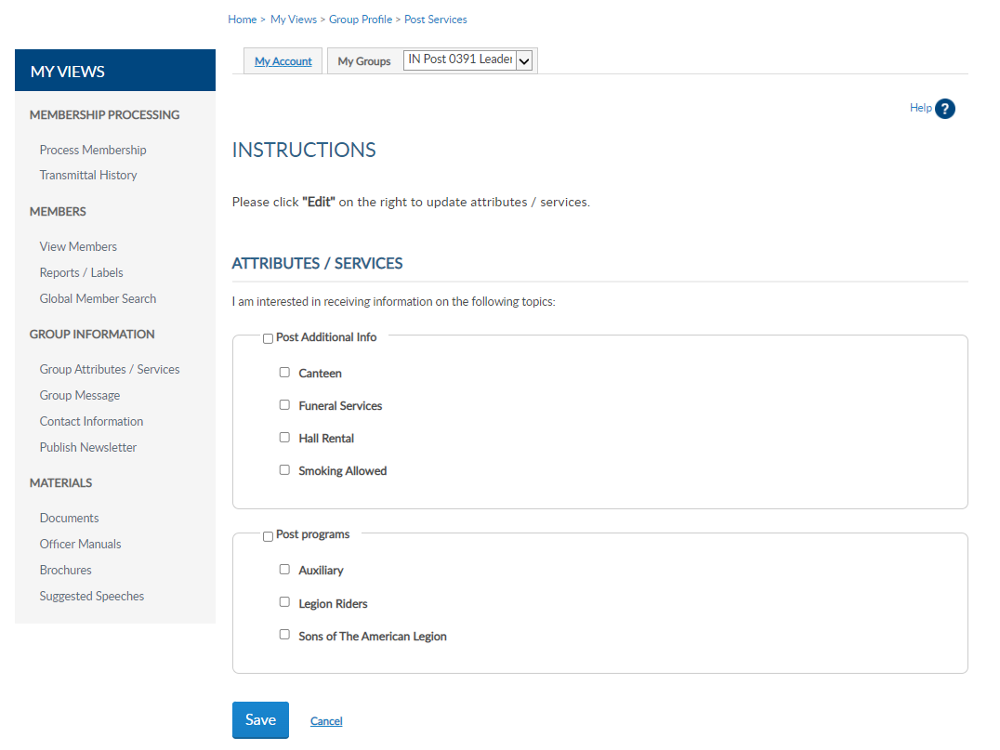 Home > My Views > Group Profile > Post Services
MY VIEWS
MEMBERSHIP PROCESSING
Process Membership
Transmittal History
MEMBERS
View Members
Reports / Labels
Global Member Search
GROUP INFORMATION
Group Attributes / Services
Group Message
Contact Information
Publish Newsletter
MATERIALS
Documents
Officer Manuals
Brochures
Suggested Speeches
My Account My Groups IN Post 0391 Leader
Help ?
INSTRUCTIONS
Please click "Edit" on the right to update attributes / services.
ATTRIBUTES / SERVICES
I am interested in receiving information on the following topics:
Post Additional Info
Canteen
Funeral Services
Hall Rental
Smoking Allowed
Post programs
Auxiliary
Legion Riders
Sons of The American Legion
Save Cancel